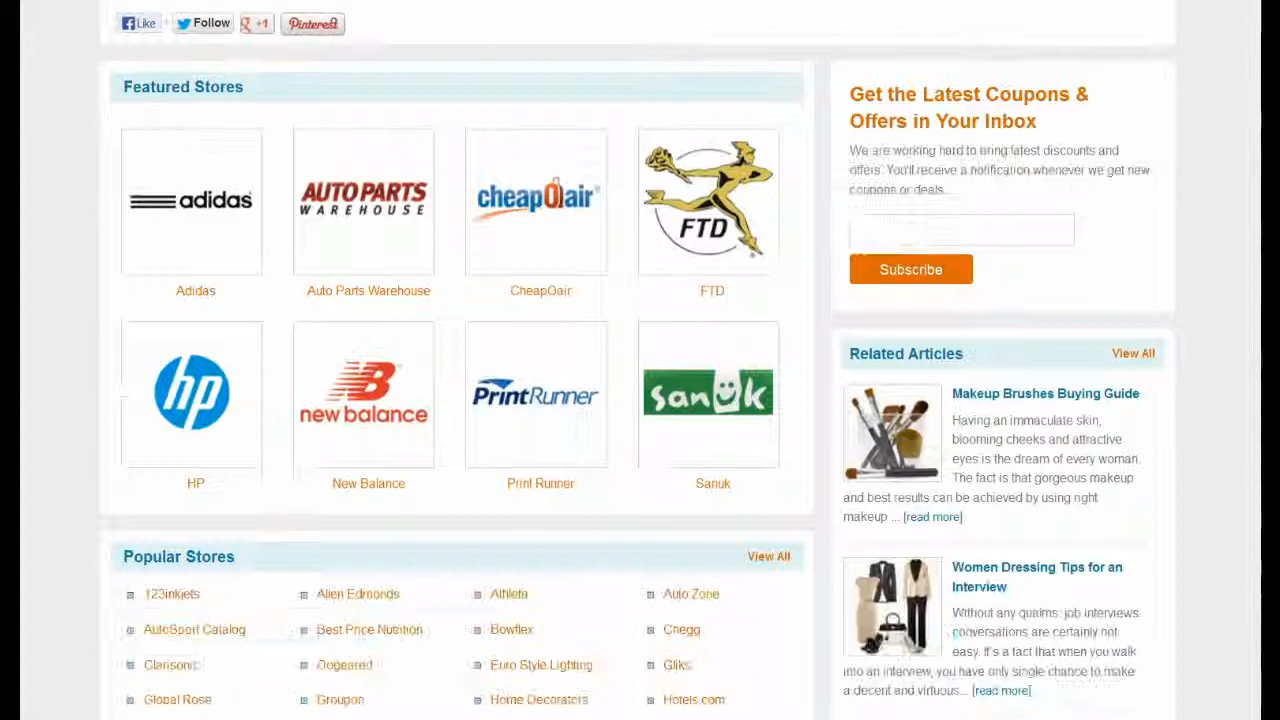 Like
Follow
+1
Pinterest
Featured Stores
adidas
AUTO PARTS
WAREHOUSE
cheapOair
FTD
Adidas
Auto Parts Warehouse
CheapOair
FTD
hp
new balance
PrintRunner
sanuk
HP
New Balance
Print Runner
Sanuk
Popular Stores
View All
123inkjets
Allen Edmonds
Athleta
Auto Zone
AutoSport Catalog
Best Price Nutrition
Bowflex
Chegg
Clarisonic
Dogeared
Euro Style Lighting
Gliks
Global Rose
Groupon
Home Decorators
Hotels.com
Get the Latest Coupons &
Offers in Your Inbox
We are working hard to bring latest discounts and
offers. You'll receive a notification whenever we get new
coupons or deals.
Subscribe
Related Articles
View All
Makeup Brushes Buying Guide
Having an immaculate skin,
blooming cheeks and attractive
eyes is the dream of every woman.
The fact is that gorgeous makeup
and best results can be achieved by using right
makeup ... [read more]
Women Dressing Tips for an
Interview
Without any qualms, job interviews
conversations are certainly not
easy. It's a fact that when you walk
into an interview, you have only single chance to make
a decent and virtuous... [read more]